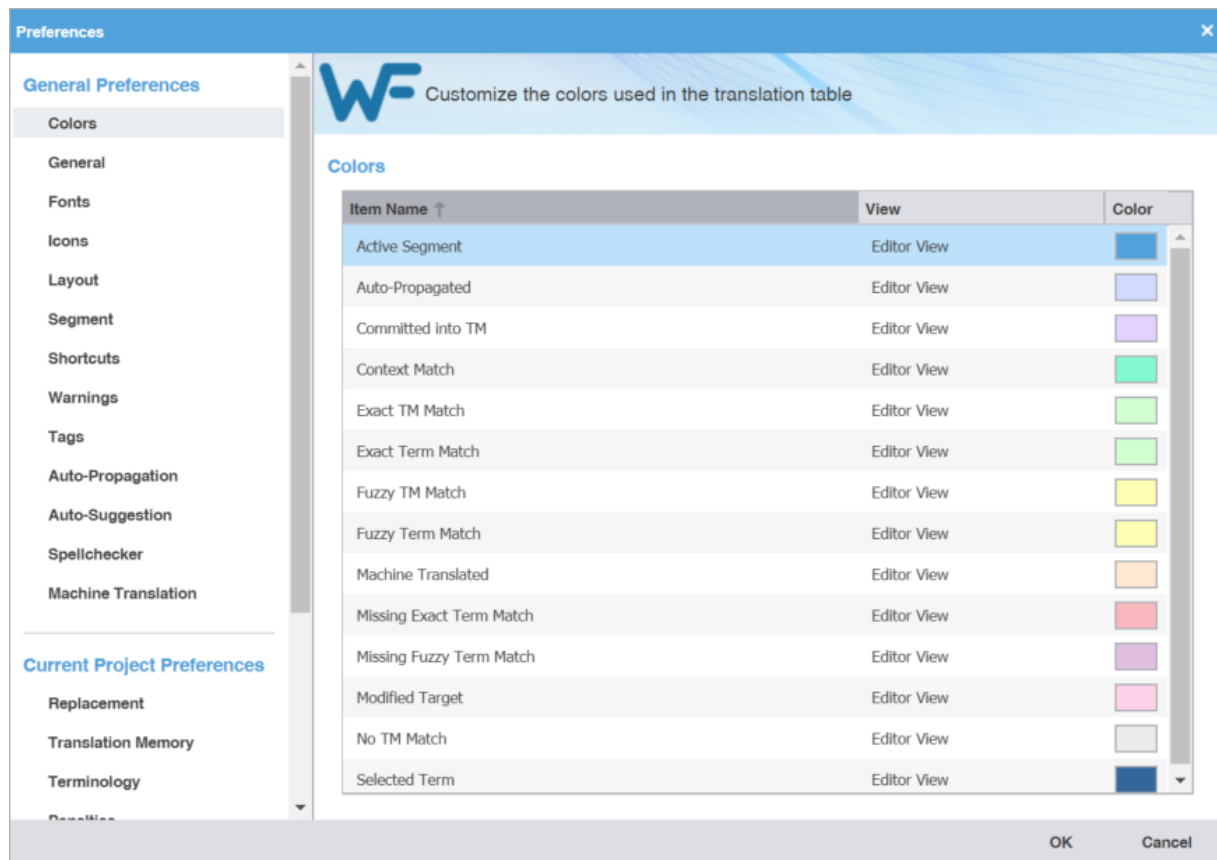 Preferences
General Preferences
Colors
General
Fonts
Icons
Layout
Segment
Shortcuts
Warnings
Tags
Auto-Propagation
Auto-Suggestion
Spellchecker
Machine Translation
Current Project Preferences
Replacement
Translation Memory
Terminology
Penalties
WF Customize the colors used in the translation table
Colors
Item Name View Color
Active Segment Editor View
Auto-Propagated Editor View
Committed into TM Editor View
Context Match Editor View
Exact TM Match Editor View
Exact Term Match Editor View
Fuzzy TM Match Editor View
Fuzzy Term Match Editor View
Machine Translated Editor View
Missing Exact Term Match Editor View
Missing Fuzzy Term Match Editor View
Modified Target Editor View
No TM Match Editor View
Selected Term Editor View
OK Cancel